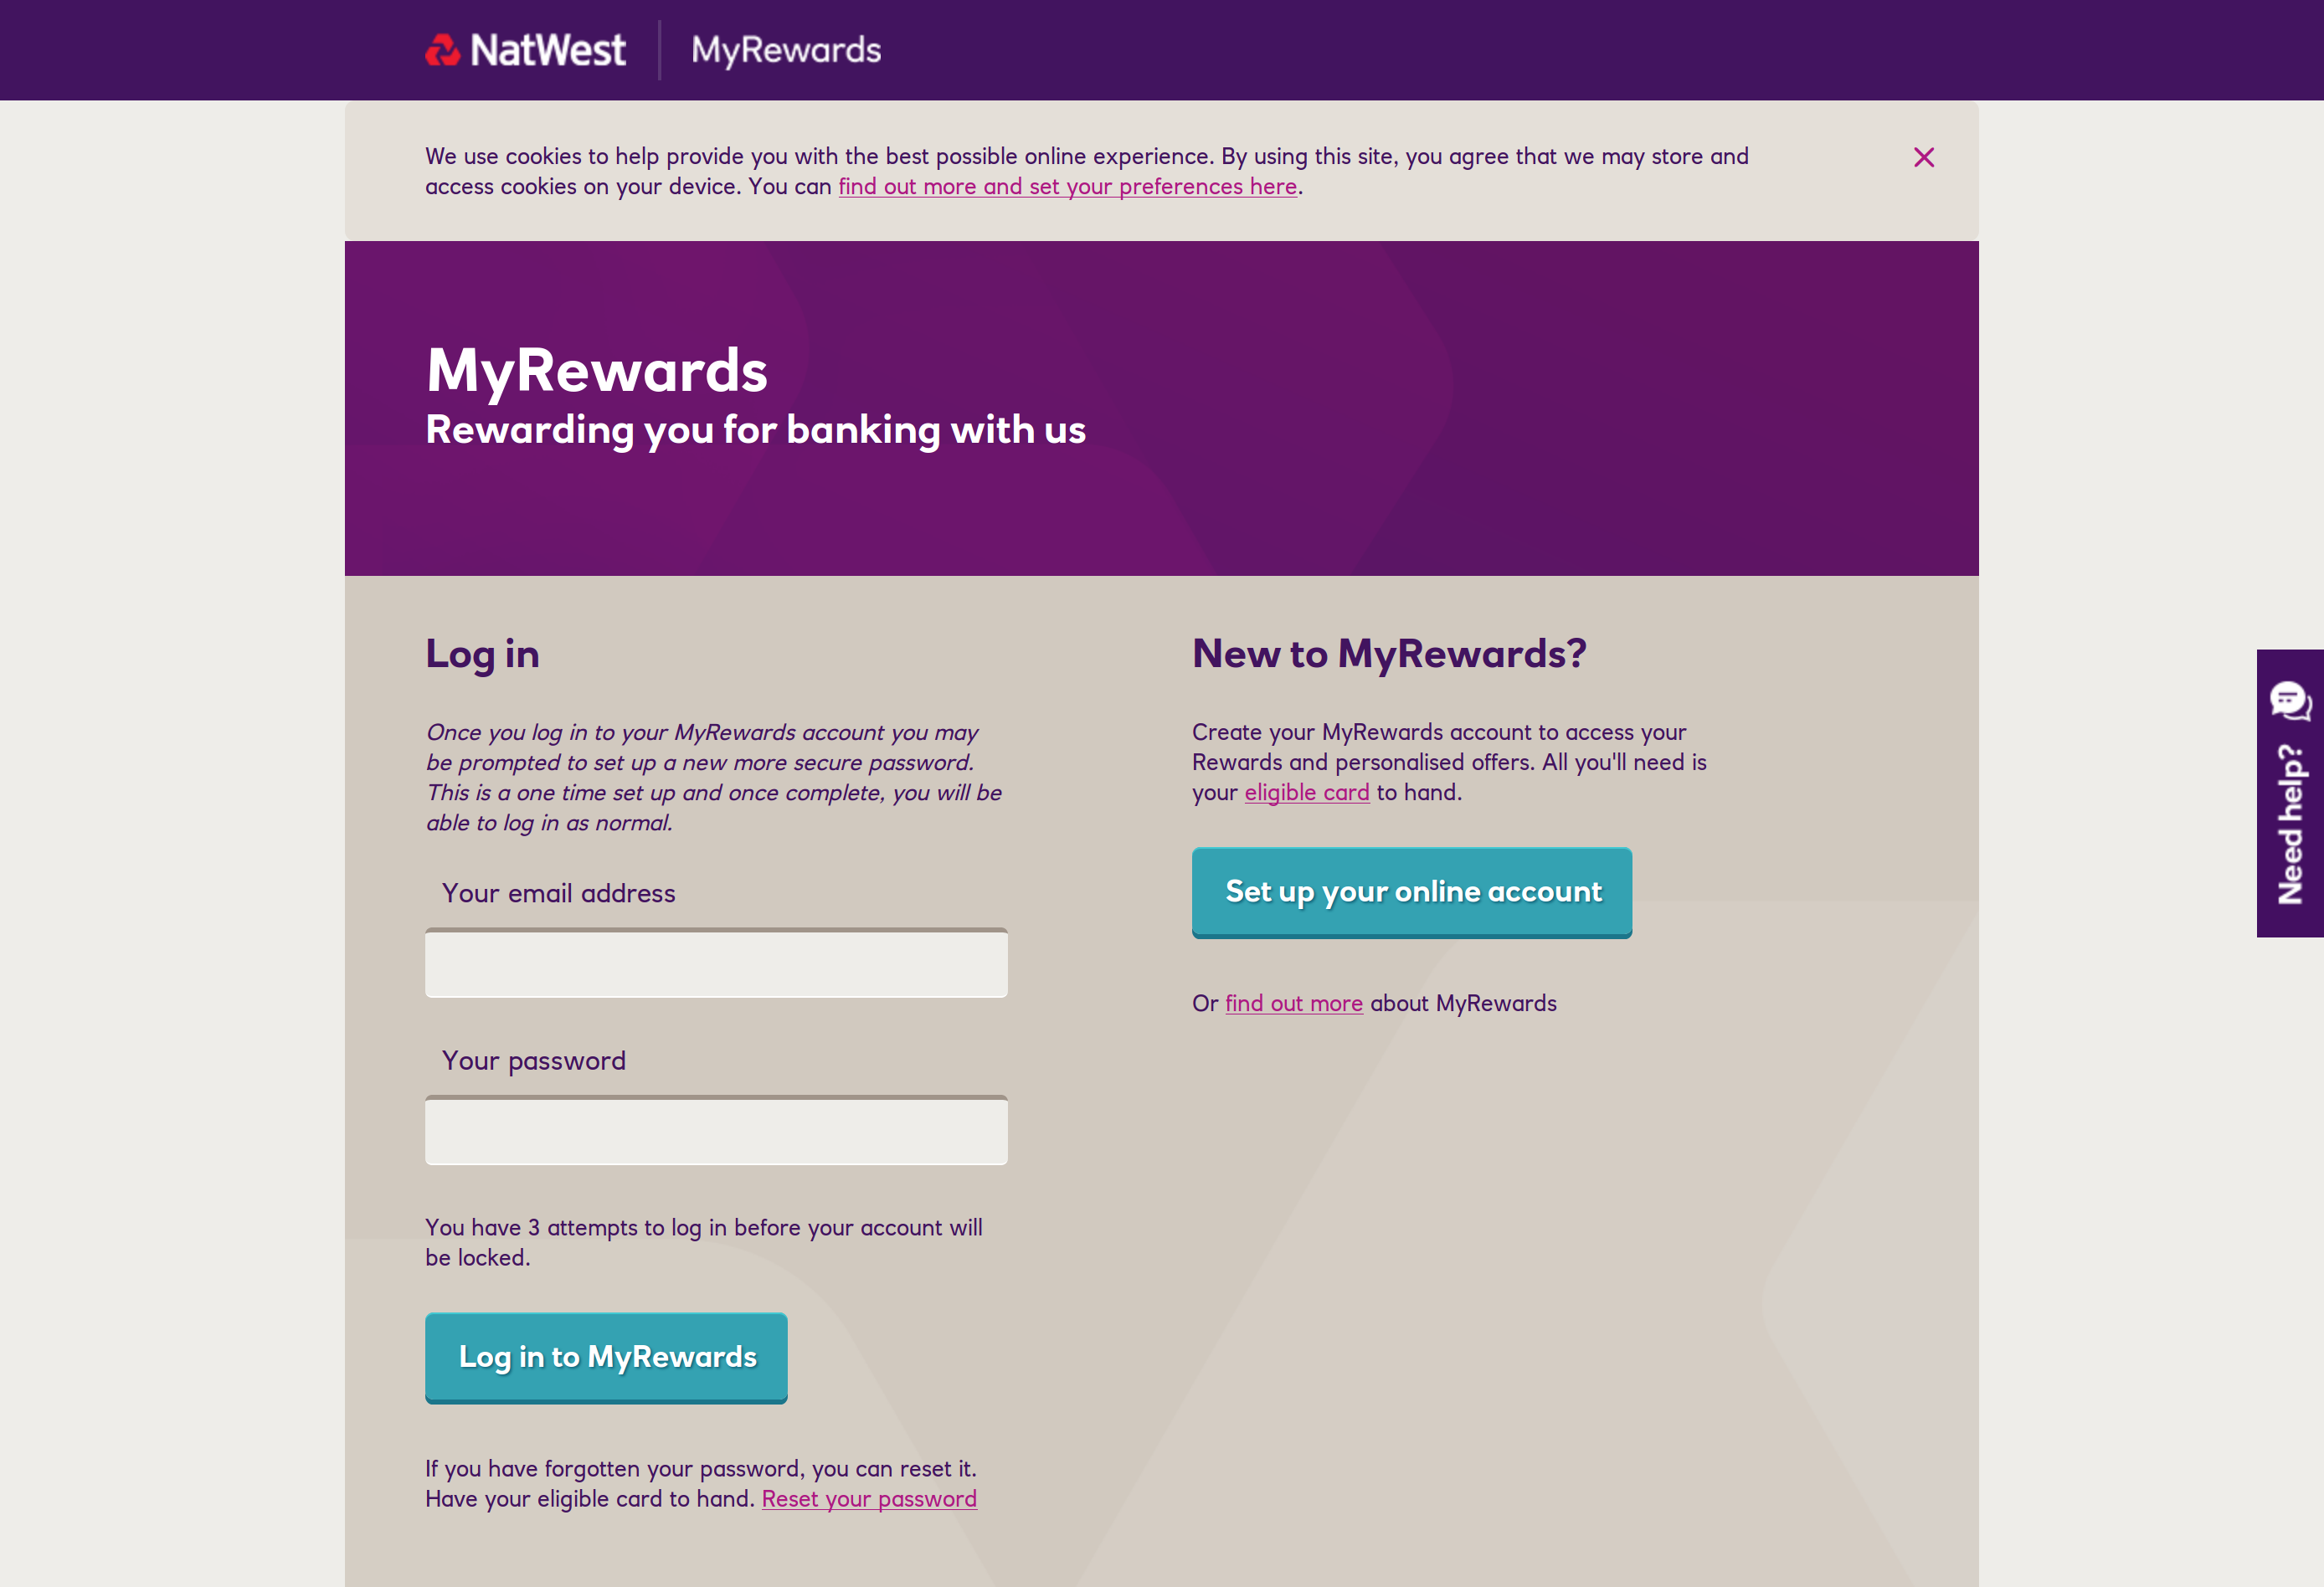 NatWest
MyRewards
We use cookies to help provide you with the best possible online experience. By using this site, you agree that we may store and
access cookies on your device. You can find out more and set your preferences here.
MyRewards
Rewarding you for banking with us
Log in
Once you log in to your MyRewards account you may
be prompted to set up a new more secure password.
This is a one time set up and once complete, you will be
able to log in as normal.
Your email address
Your password
You have 3 attempts to log in before your account will
be locked.
Log in to MyRewards
If you have forgotten your password, you can reset it.
Have your eligible card to hand. Reset your password
New to MyRewards?
Create your MyRewards account to access your
Rewards and personalised offers. All you'll need is
your eligible card to hand.
Set up your online account
Or find out more about MyRewards
Need help?